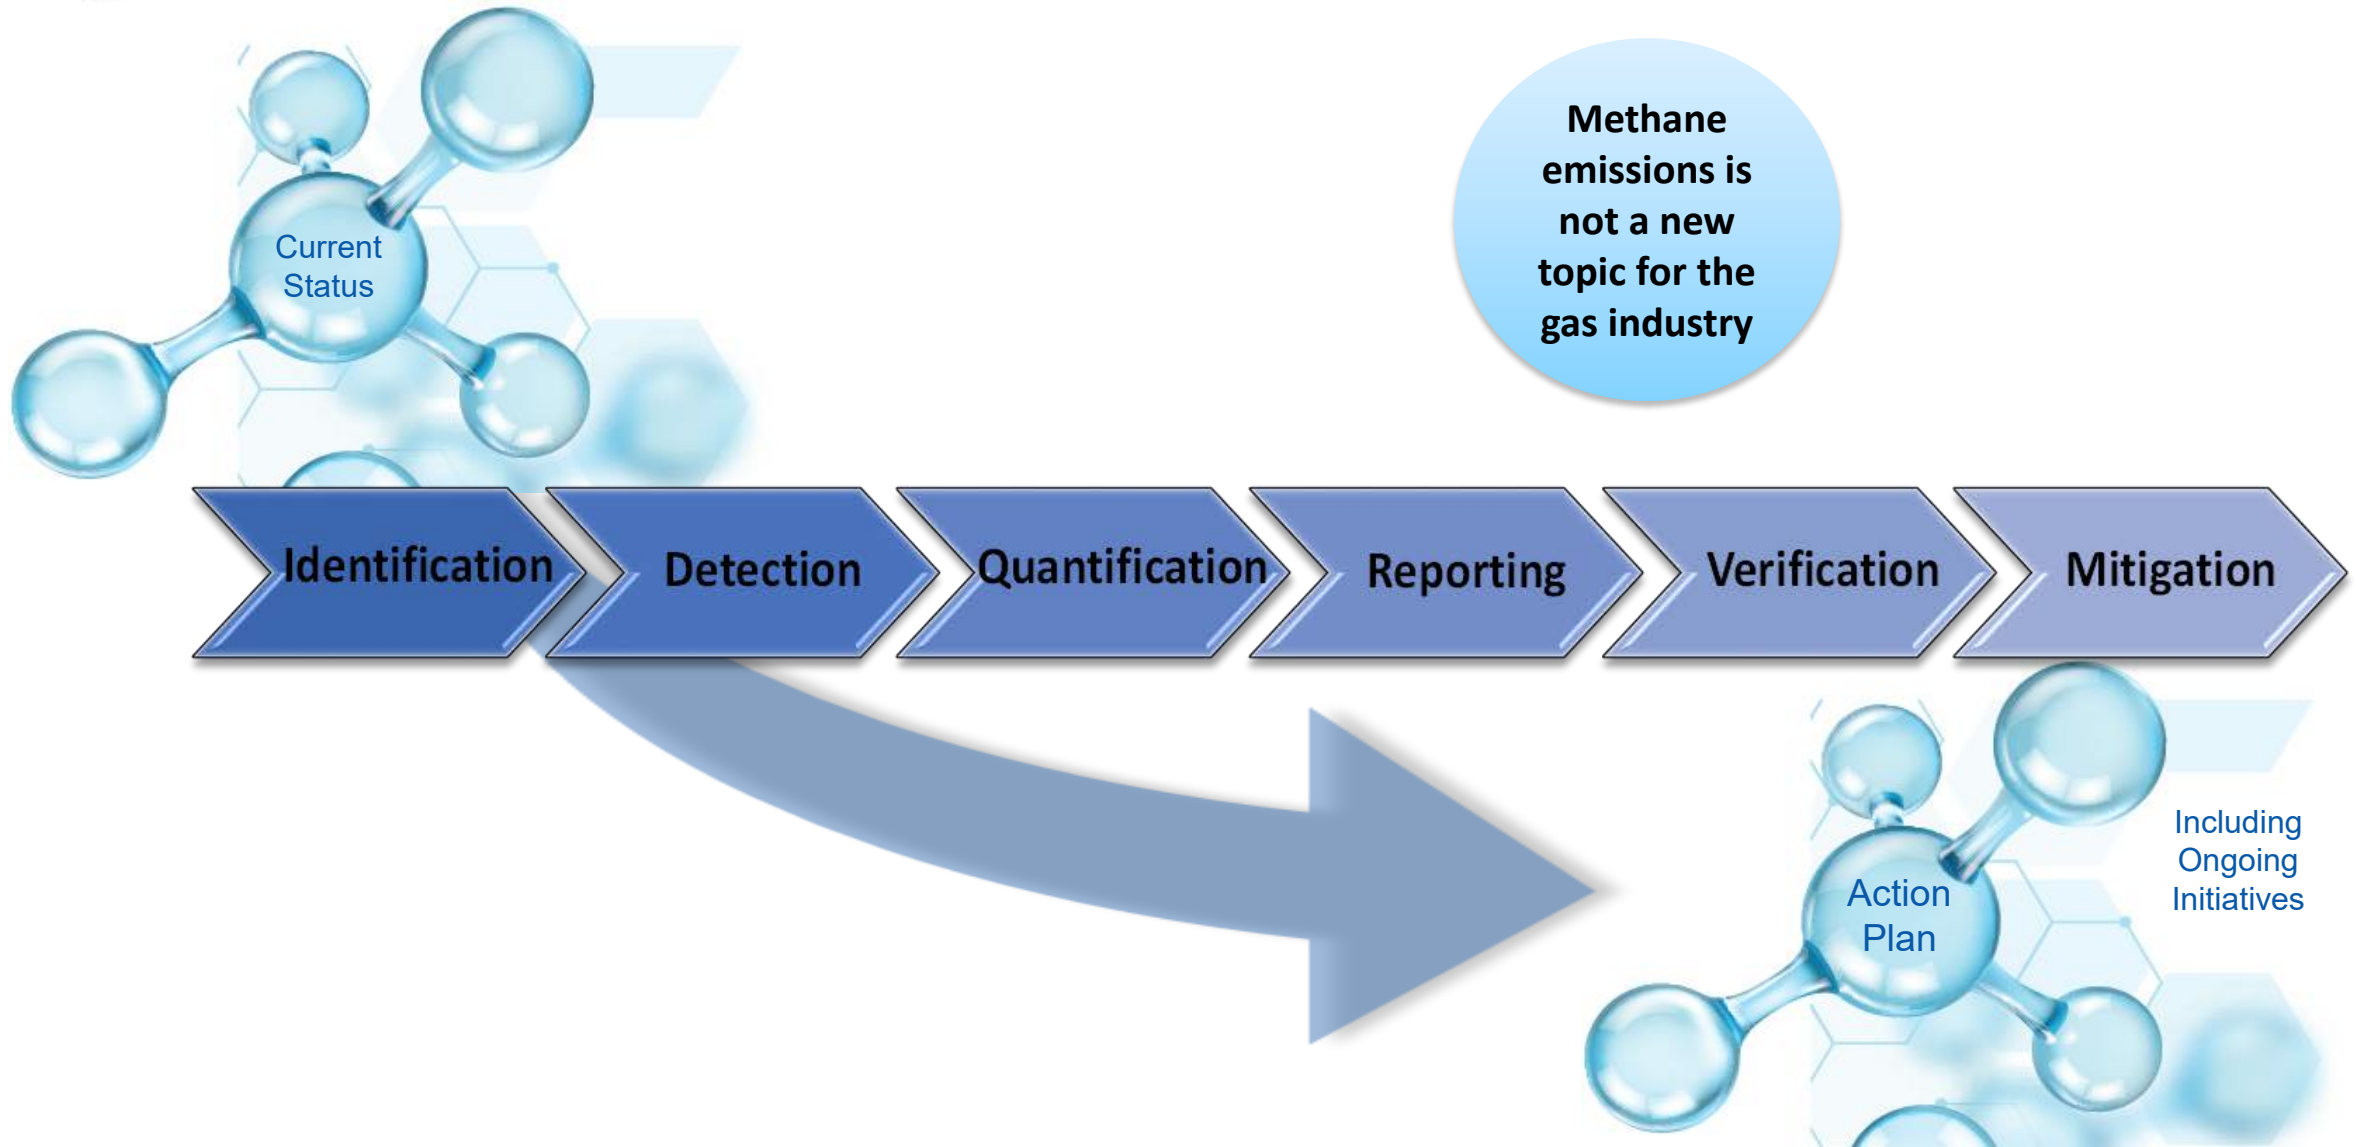 Methane
emissions is
not a new
topic for the
gas industry
Current
Status
Identification
Detection
Quantification
Reporting
Verification
Mitigation
Including
Ongoing
Initiatives
Action
Plan